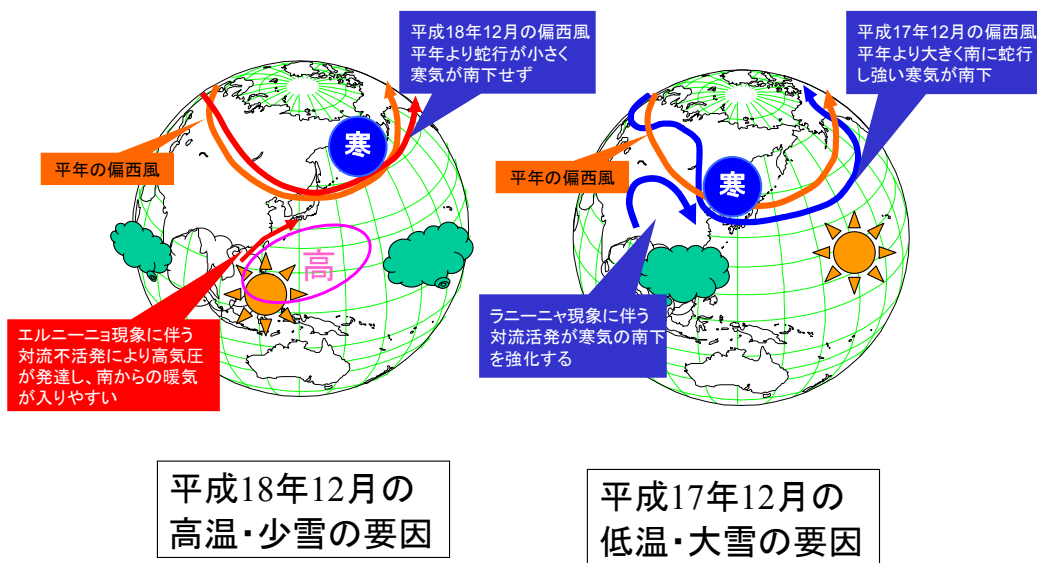 平成18年12月の偏西風
平年より蛇行が小さく
寒気が南下せず
平成17年12月の偏西風
平年より大きく南に蛇行
し強い寒気が南下
寒
平年の偏西風
平年の偏西風
寒
高
エルニーニョ現象に伴う
対流不活発により高気圧
が発達し、南からの暖気
が入りやすい
ラニーニャ現象に伴う
対流活発が寒気の南下
を強化する
平成18年12月の
高温・少雪の要因
平成17年12月の
低温・大雪の要因